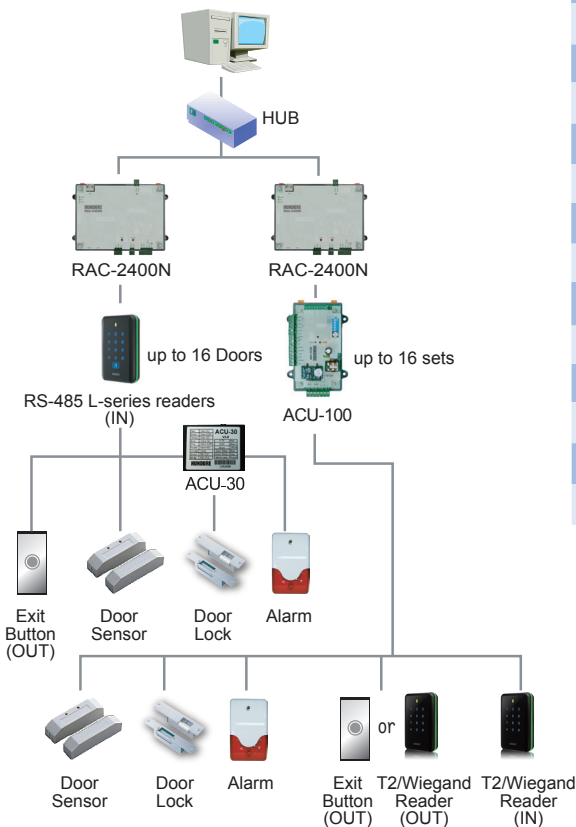 HUB
RAC-2400N
RAC-2400N
up to 16 Doors
up to 16 sets
RS-485 L-series readers
(IN)
ACU-100
ACU-30
HUNDURE
ACU-30
Exit
Button
(OUT)
Door
Sensor
Door
Lock
Alarm
or
Door
Sensor
Door
Lock
Alarm
Exit
Button
(OUT)
T2/Wiegand
Reader
(OUT)
T2/Wiegand
Reader
(IN)